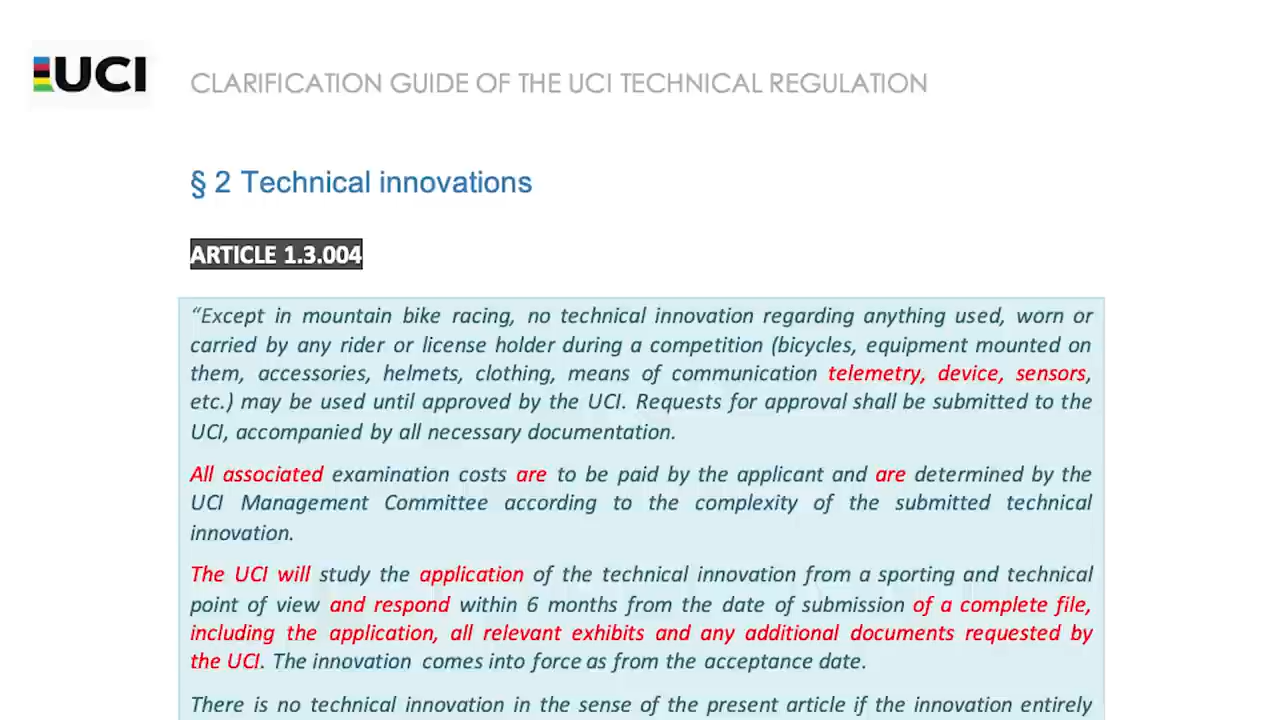 UCI
CLARIFICATION GUIDE OF THE UCI TECHNICAL REGULATION
§ 2 Technical innovations
ARTICLE 1.3.004
“Except in mountain bike racing, no technical innovation regarding anything used, worn or
carried by any rider or license holder during a competition (bicycles, equipment mounted on
them, accessories, helmets, clothing, means of communication telemetry, device, sensors,
etc.) may be used until approved by the UCI. Requests for approval shall be submitted to the
UCI, accompanied by all necessary documentation.
All associated examination costs are to be paid by the applicant and are determined by the
UCI Management Committee according to the complexity of the submitted technical
innovation.
The UCI will study the application of the technical innovation from a sporting and technical
point of view and respond within 6 months from the date of submission of a complete file,
including the application, all relevant exhibits and any additional documents requested by
the UCI. The innovation comes into force as from the acceptance date.
There is no technical innovation in the sense of the present article if the innovation entirely